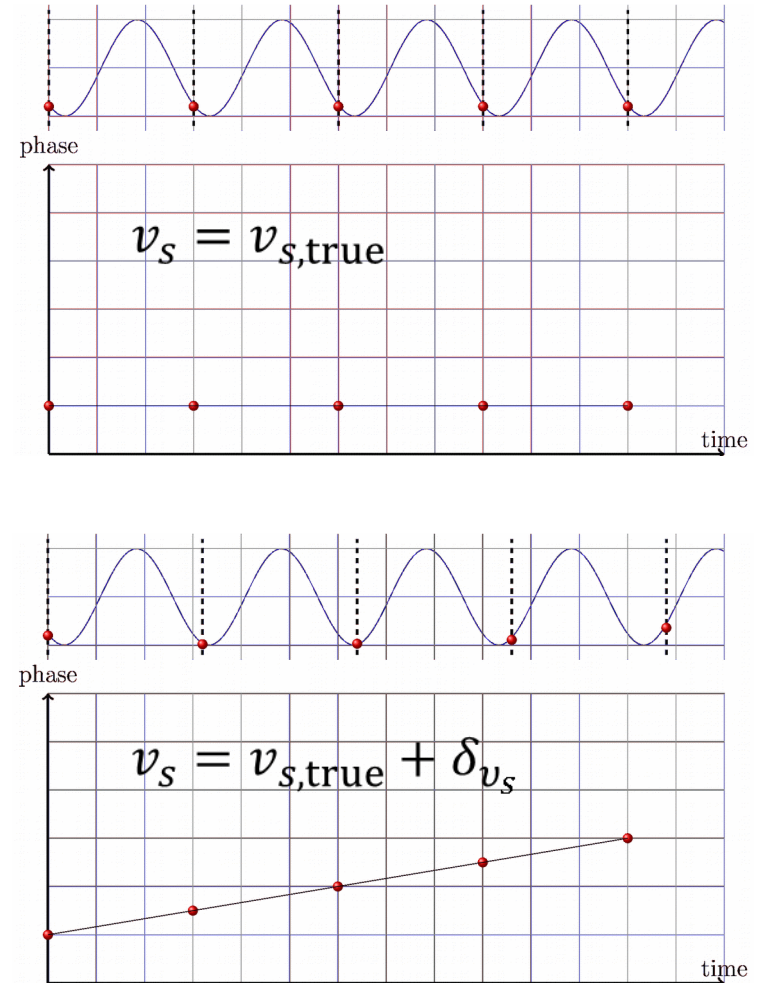 phase
v_s = v_{s,true}
time
phase
v_s = v_{s,true} + δ_{v_s}
time